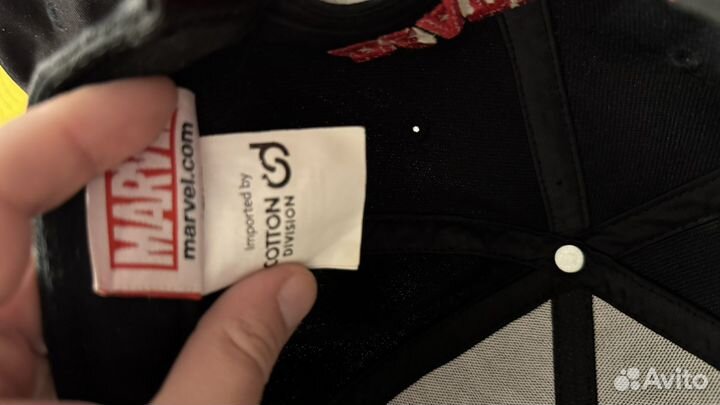 MARVEL
marvel.com
Imported by
COTTON
DIVISION
Avito